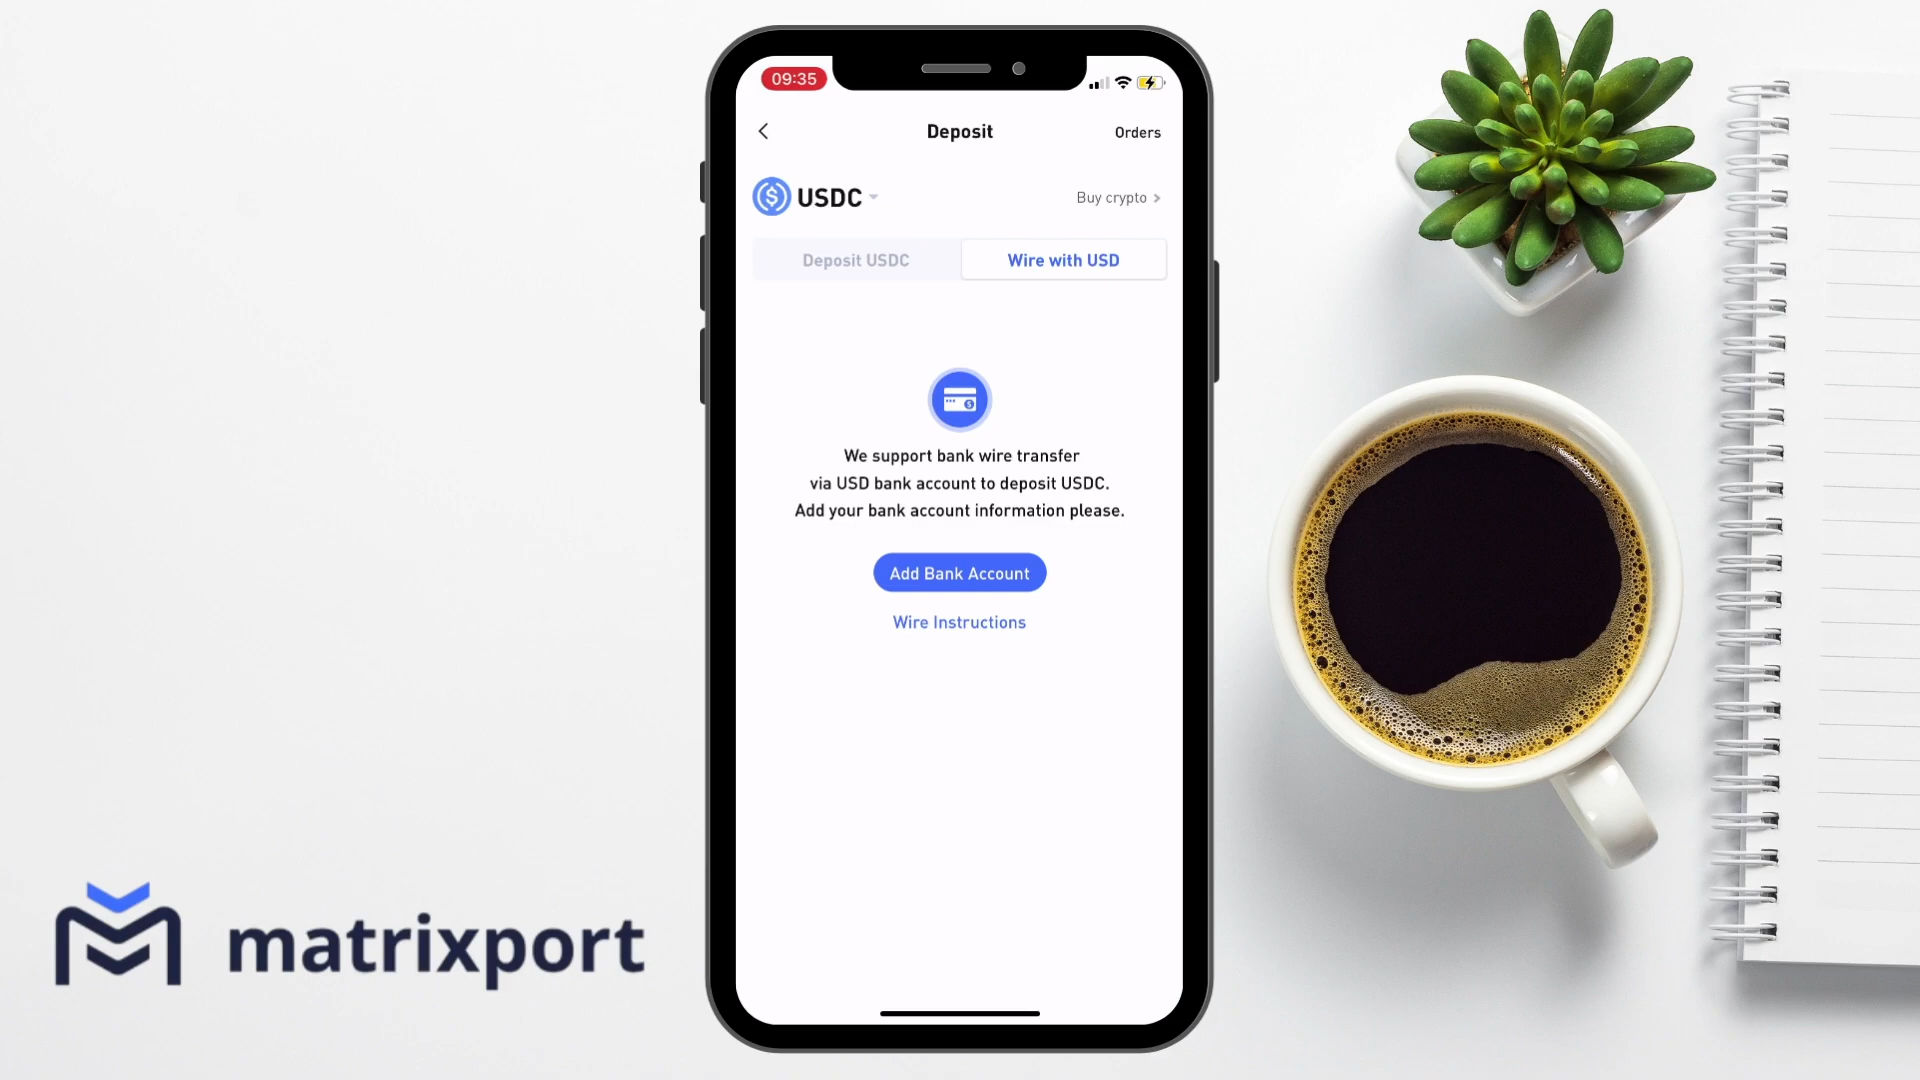 09:35
Deposit
Orders
USDC
Buy crypto
Deposit USDC
Wire with USD
We support bank wire transfer
via USD bank account to deposit USDC.
Add your bank account information please.
Add Bank Account
Wire Instructions
matrixport